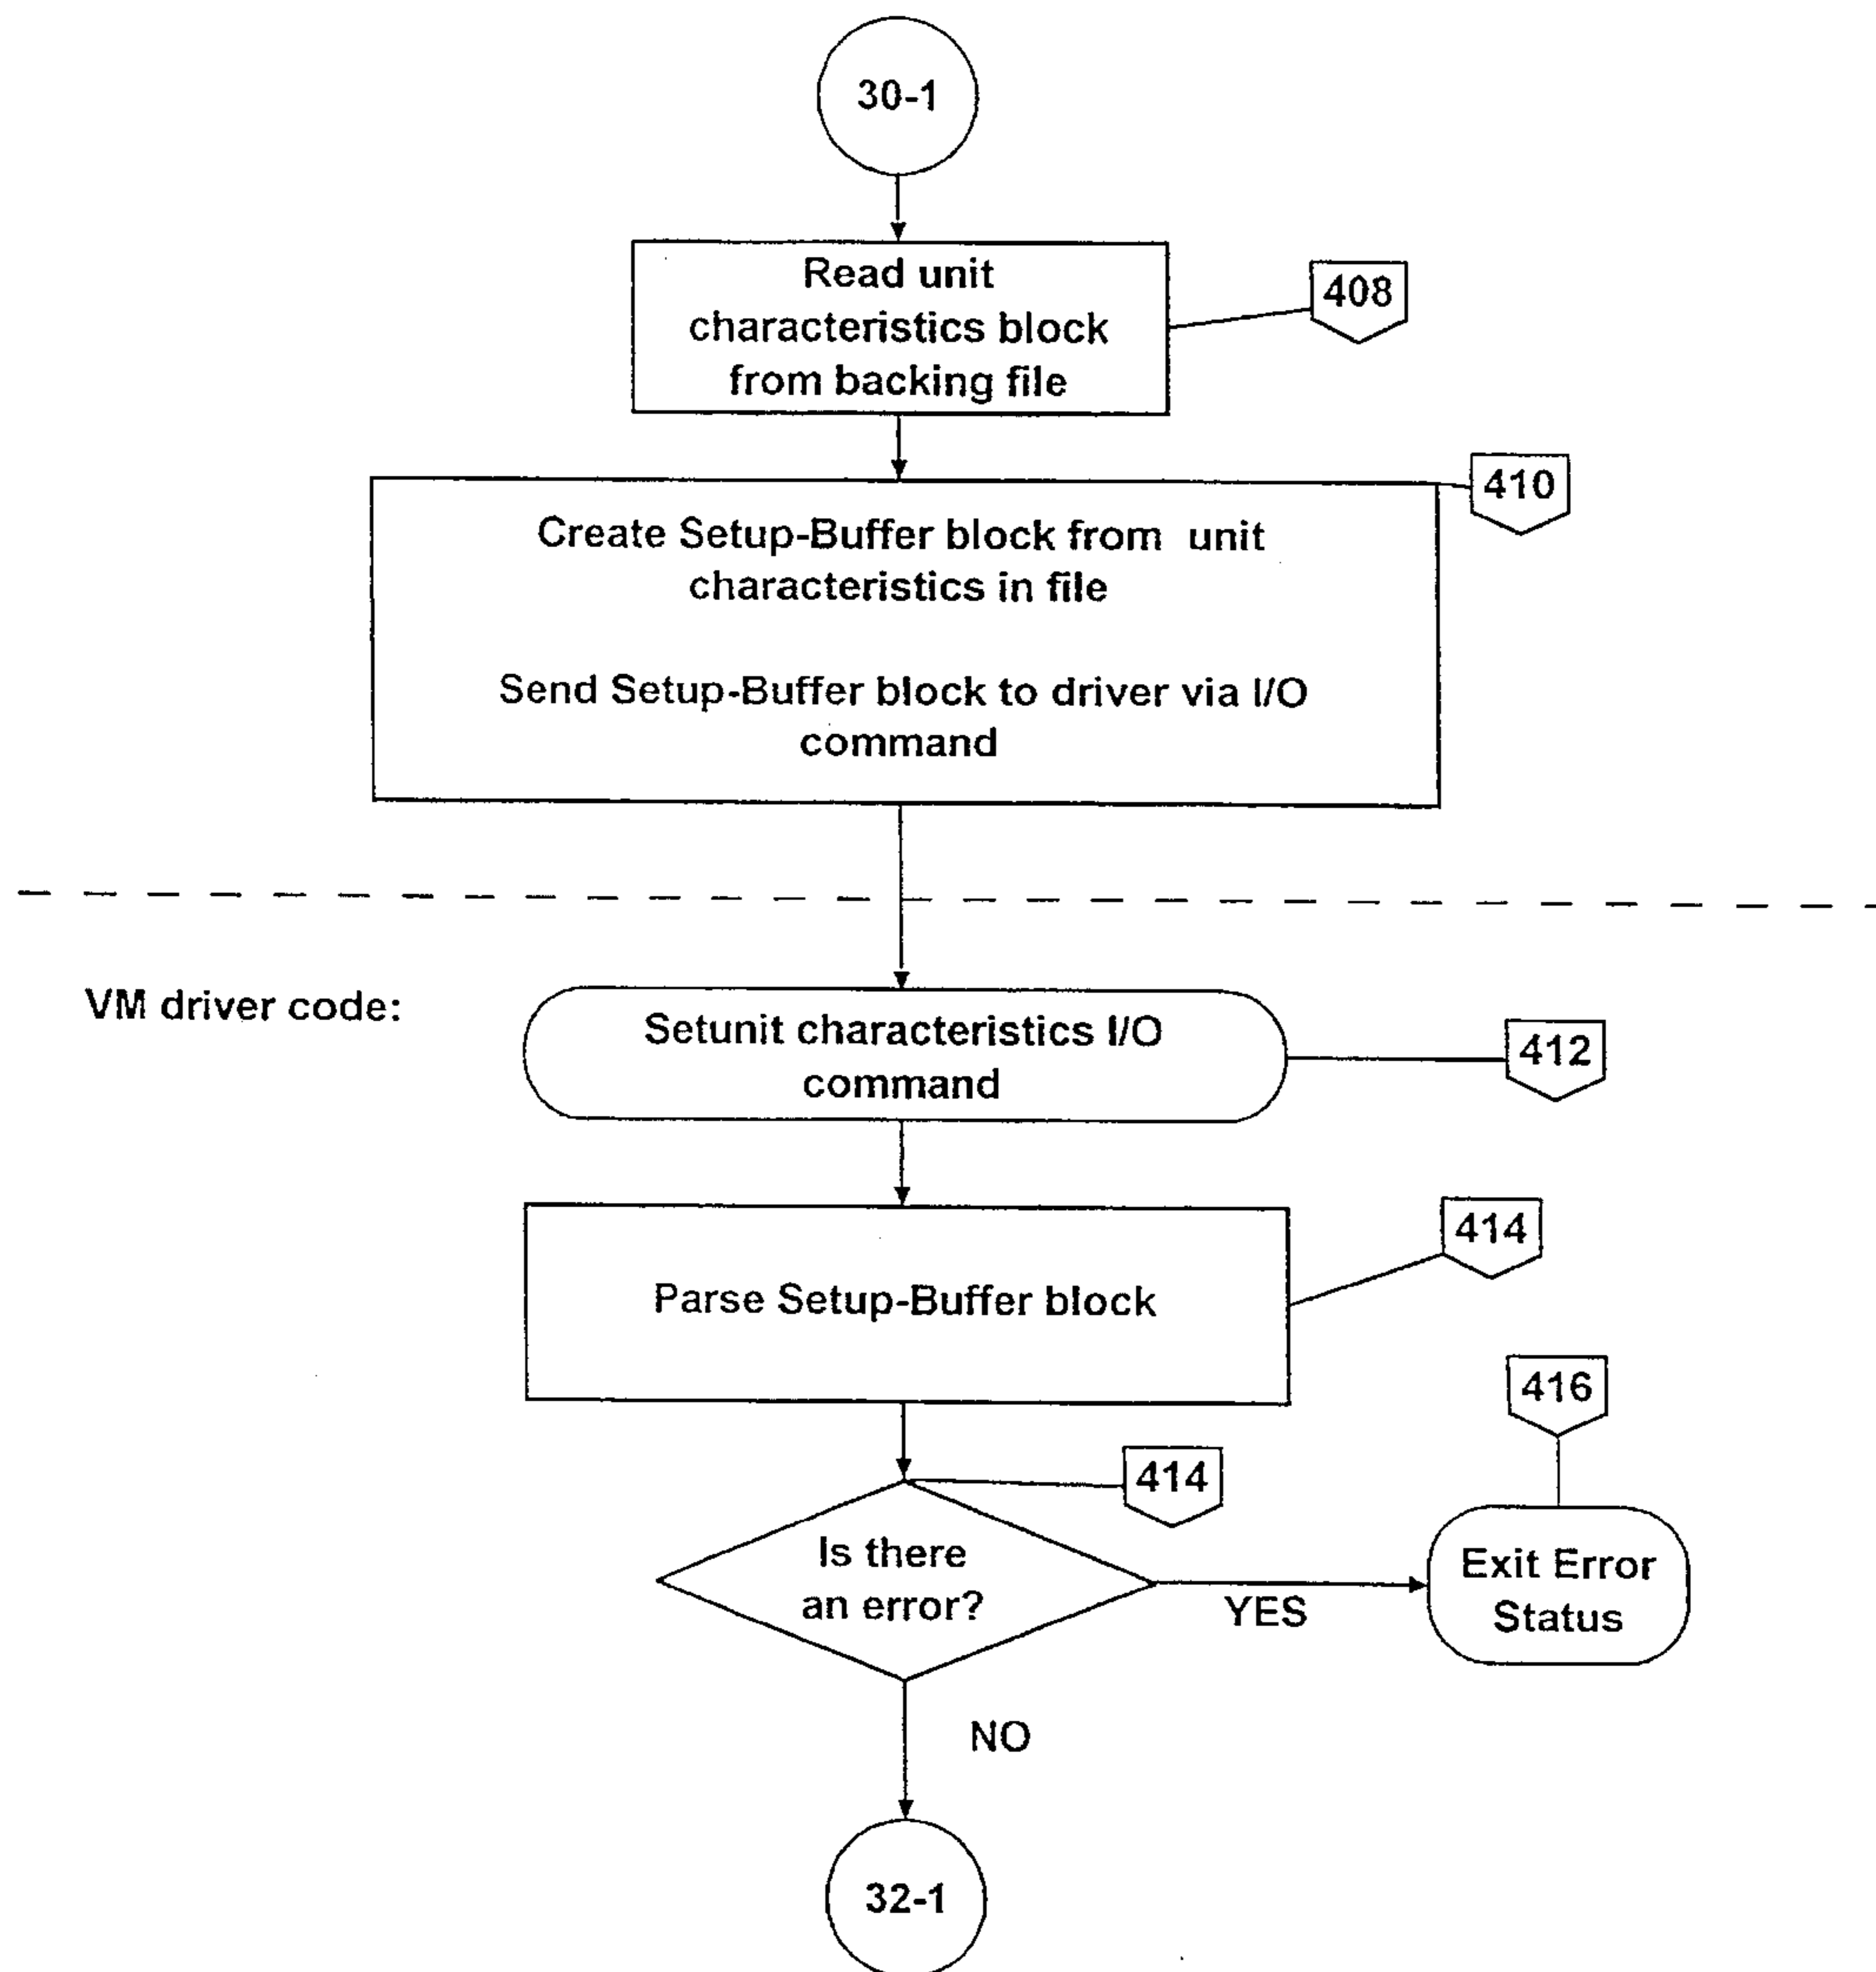 30-1
Read unit
characteristics block
from backing file
408
410
Create Setup-Buffer block from unit
characteristics in file
Send Setup-Buffer block to driver via I/O
command
VM driver code:
Setunit characteristics I/O
command
412
Parse Setup-Buffer block
414
416
414
Is there
an error?
YES
Exit Error
Status
NO
32-1